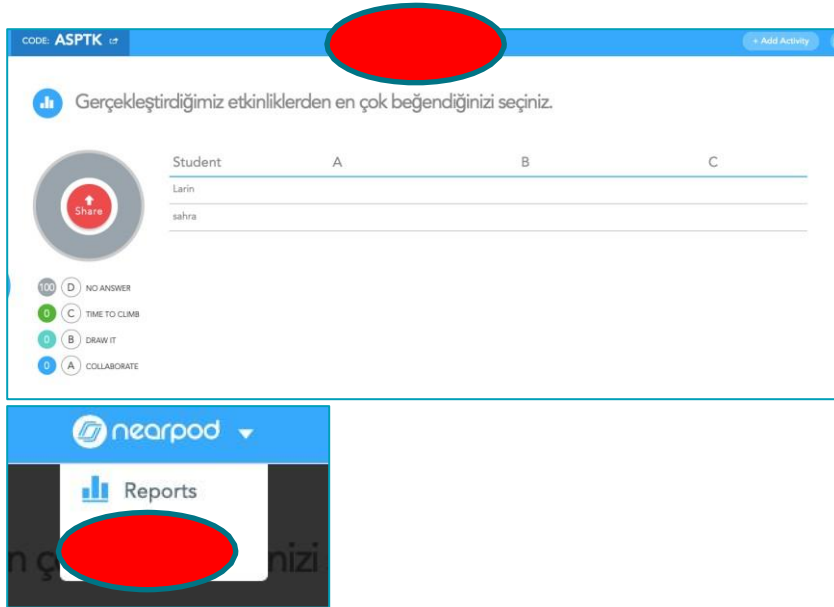 CODE: ASPTK
+ Add Activity
Gerçekleştirdiğimiz etkinliklerden en çok beğendiğinizi seçiniz.
Student A B C
Larin
sahra
Share
100 D NO ANSWER
0 C TIME TO CLIMB
0 B DRAW IT
0 A COLLABORATE
nearpod
Reports
n ç nizi